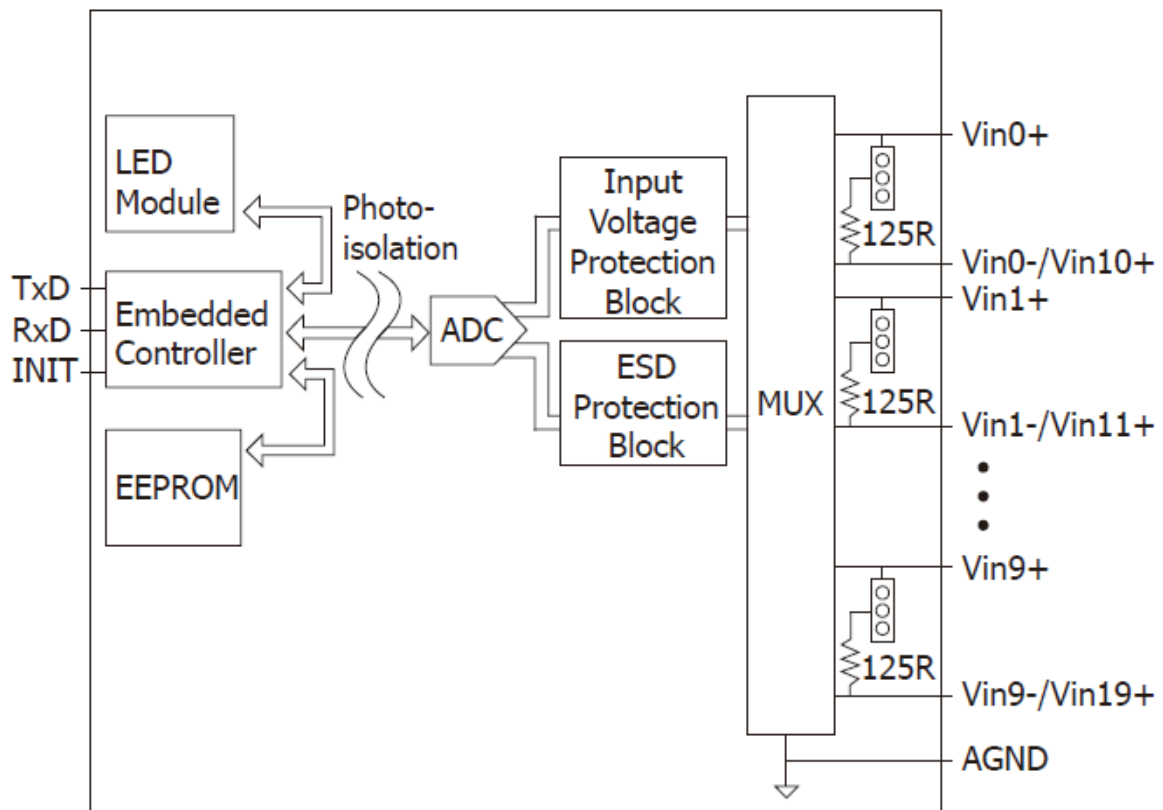 LED
Module
Photo-
isolation
TxD
RxD
INIT
Embedded
Controller
EEPROM
ADC
Input
Voltage
Protection
Block
ESD
Protection
Block
MUX
Vin0+
125R
Vin0-/Vin10+
Vin1+
125R
Vin1-/Vin11+
Vin9+
125R
Vin9-/Vin19+
AGND